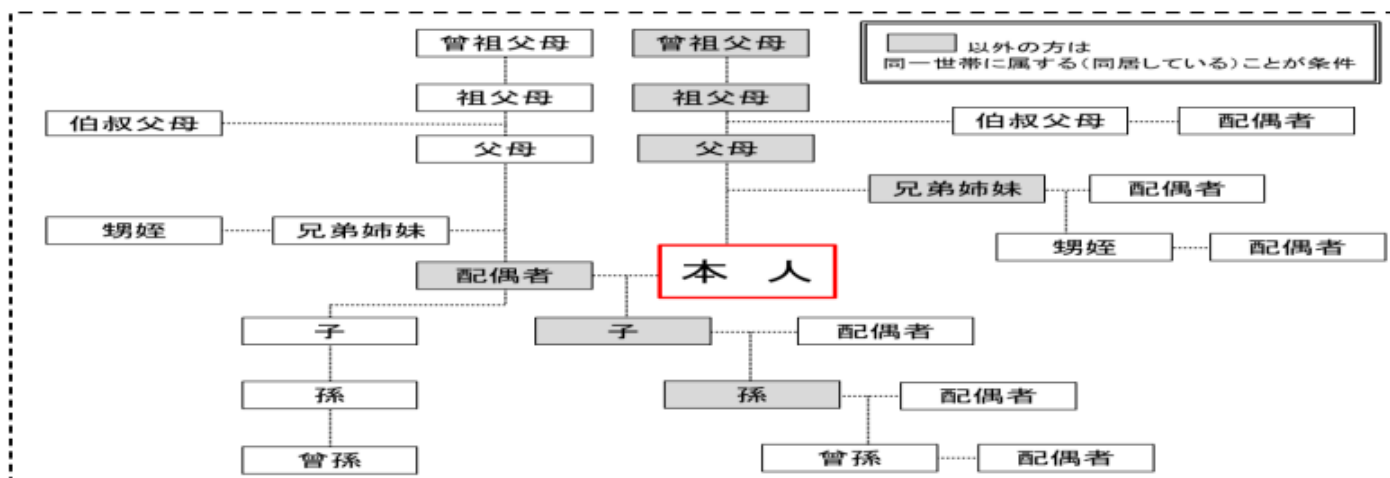 曾祖父母 曾祖父母
以外の方は
同一世帯に属する(同居している)ことが条件
祖父母 祖父母
伯叔父母 伯叔父母 配偶者
父母 父母
兄弟姉妹 配偶者
甥姪 兄弟姉妹
甥姪 配偶者
配偶者 本 人
子 子 配偶者
孫 孫 配偶者
曾孫 曾孫 配偶者